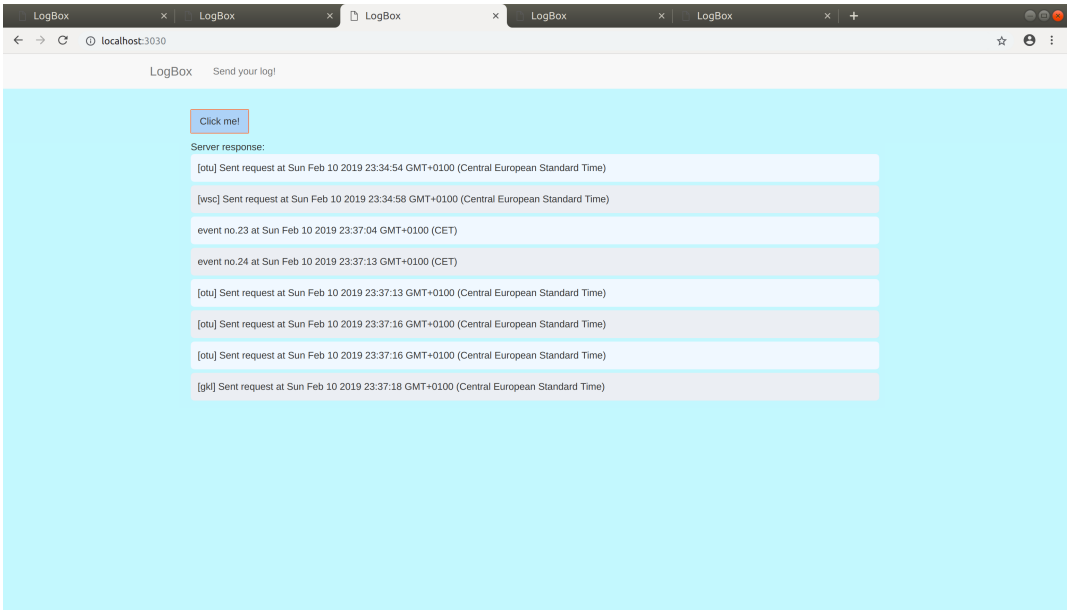 LogBox LogBox LogBox LogBox LogBox
localhost:3030
LogBox Send your log!
Click me!
Server response:
[otu] Sent request at Sun Feb 10 2019 23:34:54 GMT+0100 (Central European Standard Time)
[wsc] Sent request at Sun Feb 10 2019 23:34:58 GMT+0100 (Central European Standard Time)
event no.23 at Sun Feb 10 2019 23:37:04 GMT+0100 (CET)
event no.24 at Sun Feb 10 2019 23:37:13 GMT+0100 (CET)
[otu] Sent request at Sun Feb 10 2019 23:37:13 GMT+0100 (Central European Standard Time)
[otu] Sent request at Sun Feb 10 2019 23:37:16 GMT+0100 (Central European Standard Time)
[otu] Sent request at Sun Feb 10 2019 23:37:16 GMT+0100 (Central European Standard Time)
[gkl] Sent request at Sun Feb 10 2019 23:37:18 GMT+0100 (Central European Standard Time)